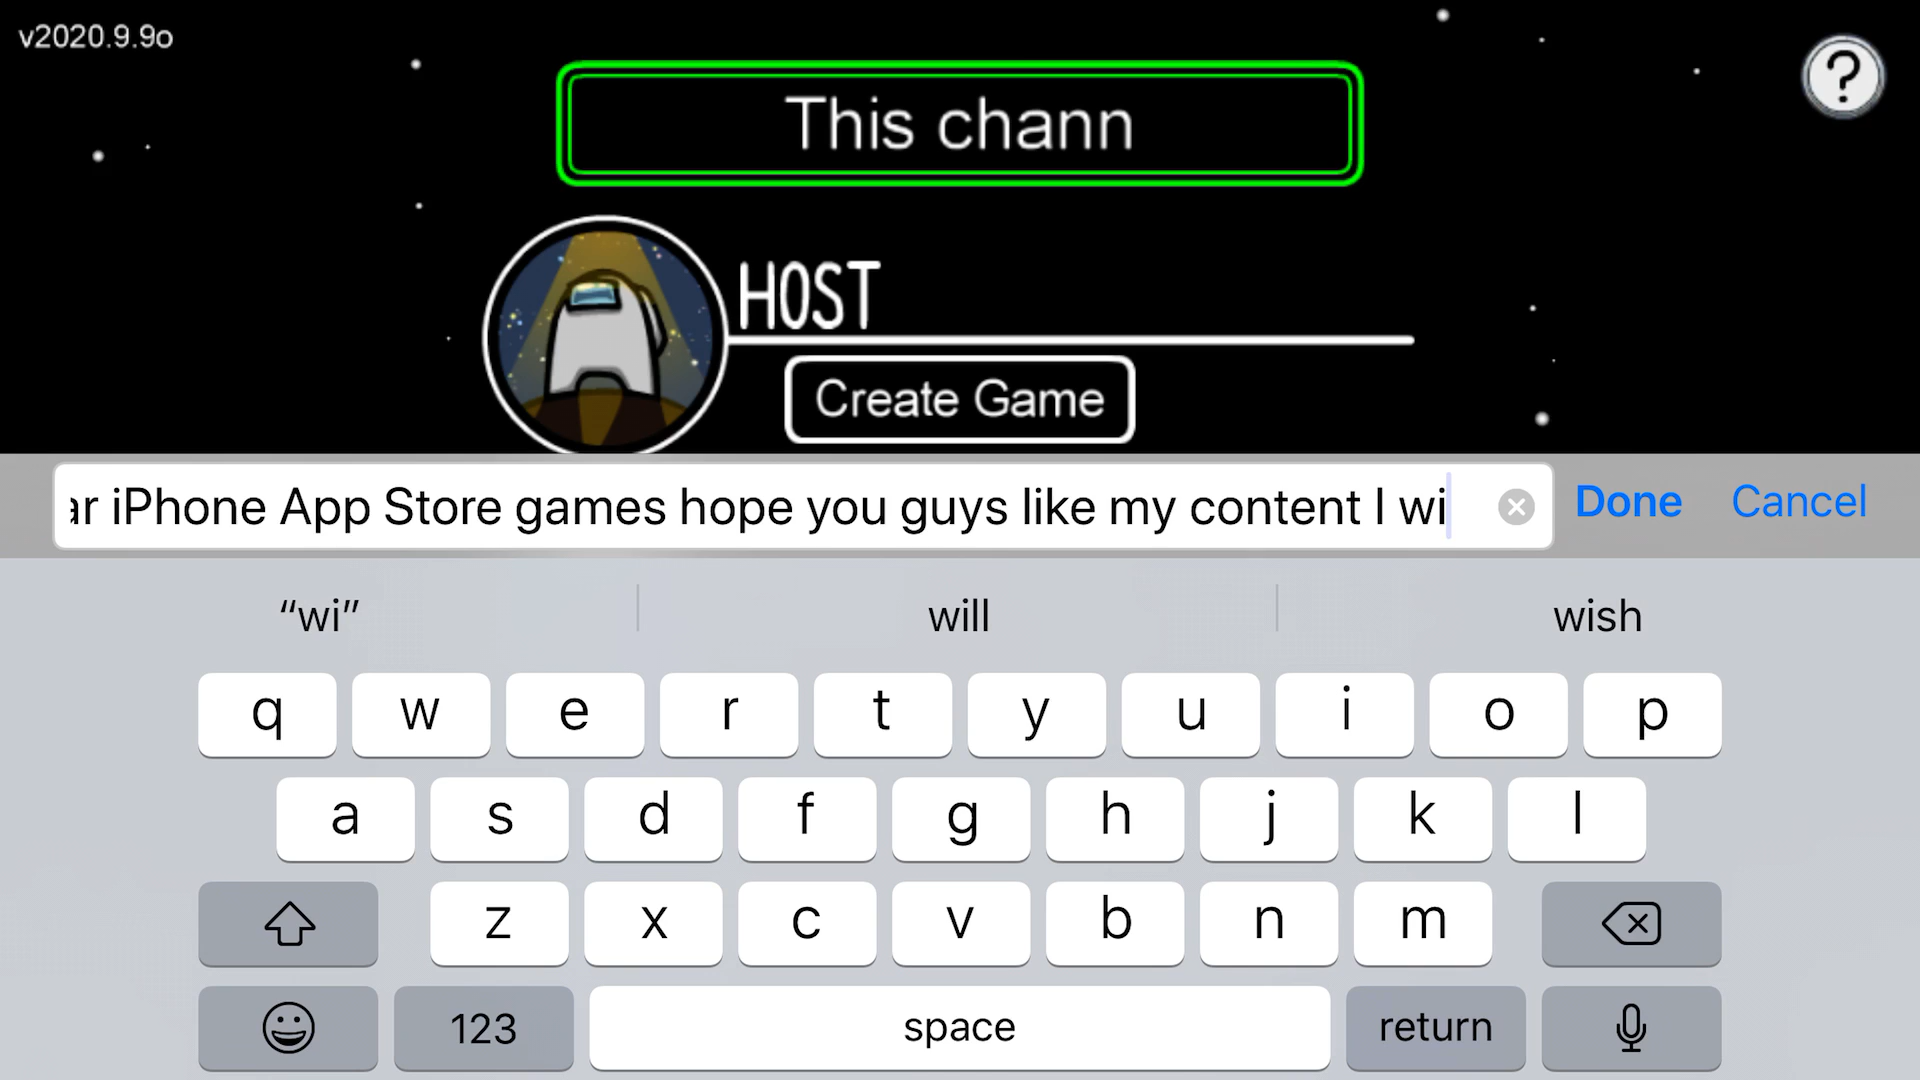 v2020.9.9o
?
This chann
HOST
Create Game
ar iPhone App Store games hope you guys like my content I wi
Done
Cancel
“wi”
will
wish
q w e r t y u i o p
a s d f g h j k l
z x c v b n m
123
space
return